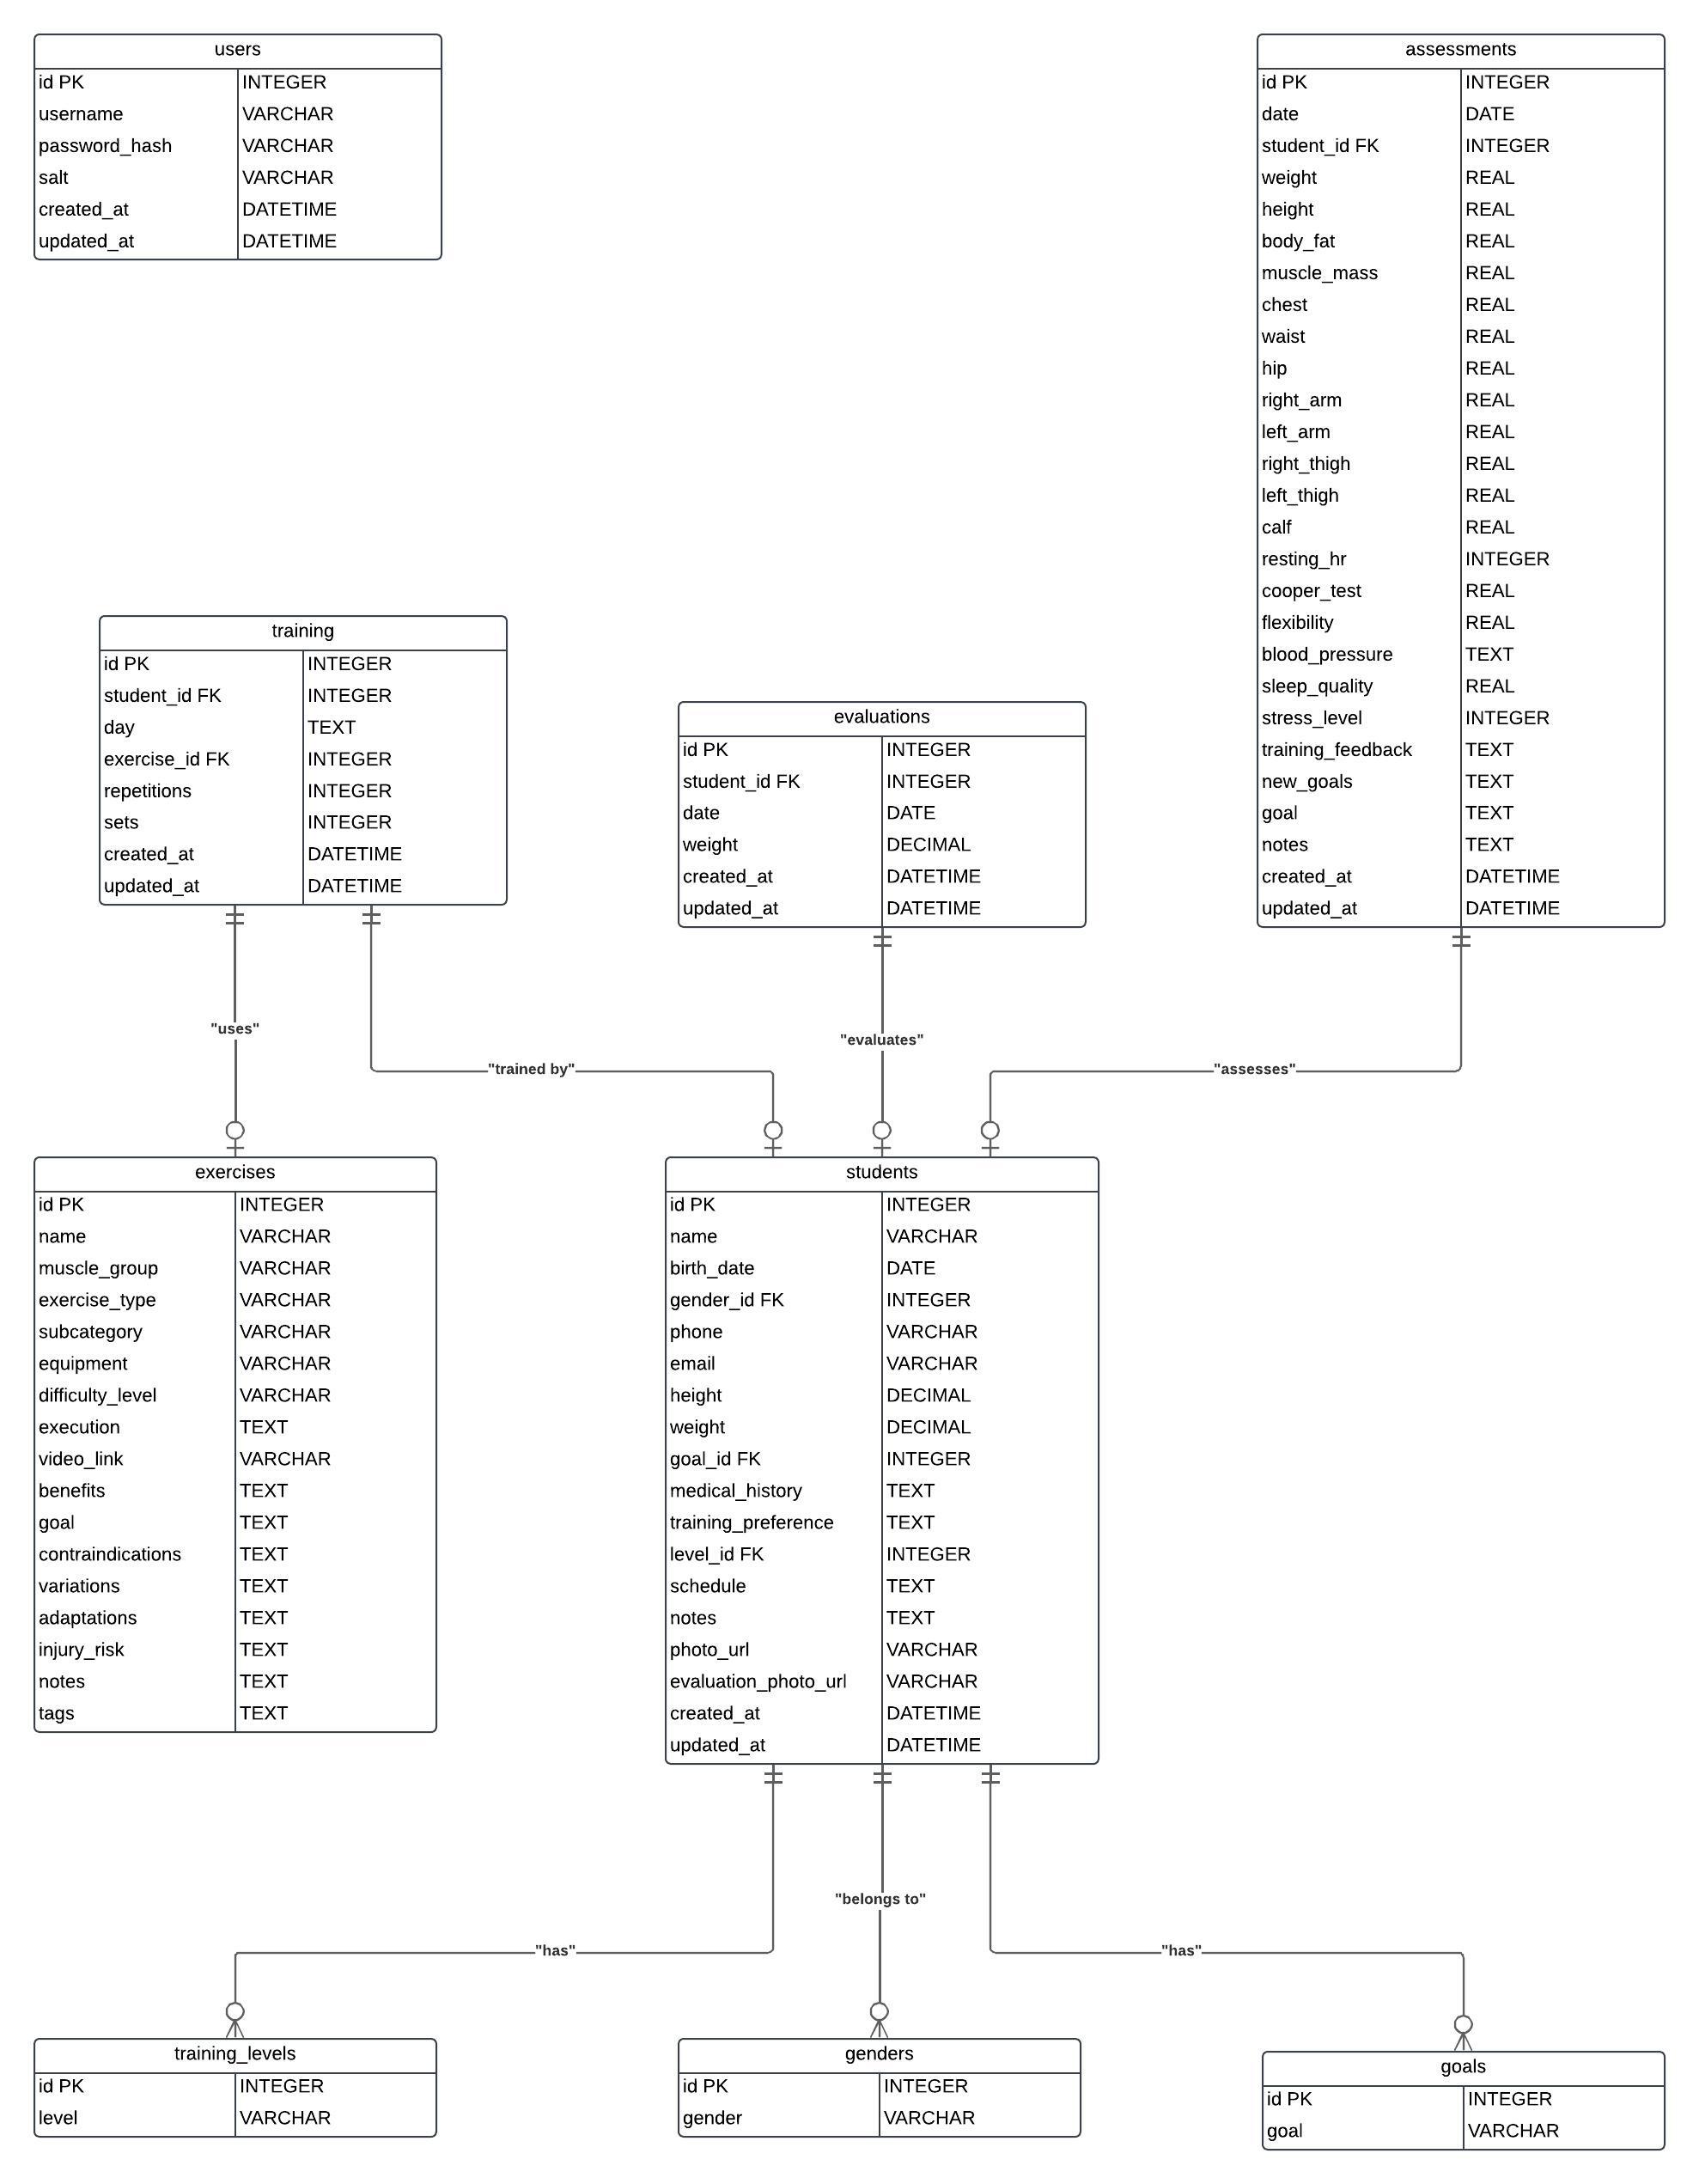 users
id PK INTEGER
username VARCHAR
password_hash VARCHAR
salt VARCHAR
created_at DATETIME
updated_at DATETIME
assessments
id PK INTEGER
date DATE
student_id FK INTEGER
weight REAL
height REAL
body_fat REAL
muscle_mass REAL
chest REAL
waist REAL
hip REAL
right_arm REAL
left_arm REAL
right_thigh REAL
left_thigh REAL
calf REAL
resting_hr INTEGER
cooper_test REAL
flexibility REAL
blood_pressure TEXT
sleep_quality REAL
stress_level INTEGER
training_feedback TEXT
new_goals TEXT
goal TEXT
notes TEXT
created_at DATETIME
updated_at DATETIME
training
id PK INTEGER
student_id FK INTEGER
day TEXT
exercise_id FK INTEGER
repetitions INTEGER
sets INTEGER
created_at DATETIME
updated_at DATETIME
evaluations
id PK INTEGER
student_id FK INTEGER
date DATE
weight DECIMAL
created_at DATETIME
updated_at DATETIME
"uses"
"trained by"
"evaluates"
"assesses"
exercises
id PK INTEGER
name VARCHAR
muscle_group VARCHAR
exercise_type VARCHAR
subcategory VARCHAR
equipment VARCHAR
difficulty_level VARCHAR
execution TEXT
video_link VARCHAR
benefits TEXT
goal TEXT
contraindications TEXT
variations TEXT
adaptations TEXT
injury_risk TEXT
notes TEXT
tags TEXT
students
id PK INTEGER
name VARCHAR
birth_date DATE
gender_id FK INTEGER
phone VARCHAR
email VARCHAR
height DECIMAL
weight DECIMAL
goal_id FK INTEGER
medical_history TEXT
training_preference TEXT
level_id FK INTEGER
schedule TEXT
notes TEXT
photo_url VARCHAR
evaluation_photo_url VARCHAR
created_at DATETIME
updated_at DATETIME
"has"
"belongs to"
"has"
training_levels
id PK INTEGER
level VARCHAR
genders
id PK INTEGER
gender VARCHAR
goals
id PK INTEGER
goal VARCHAR